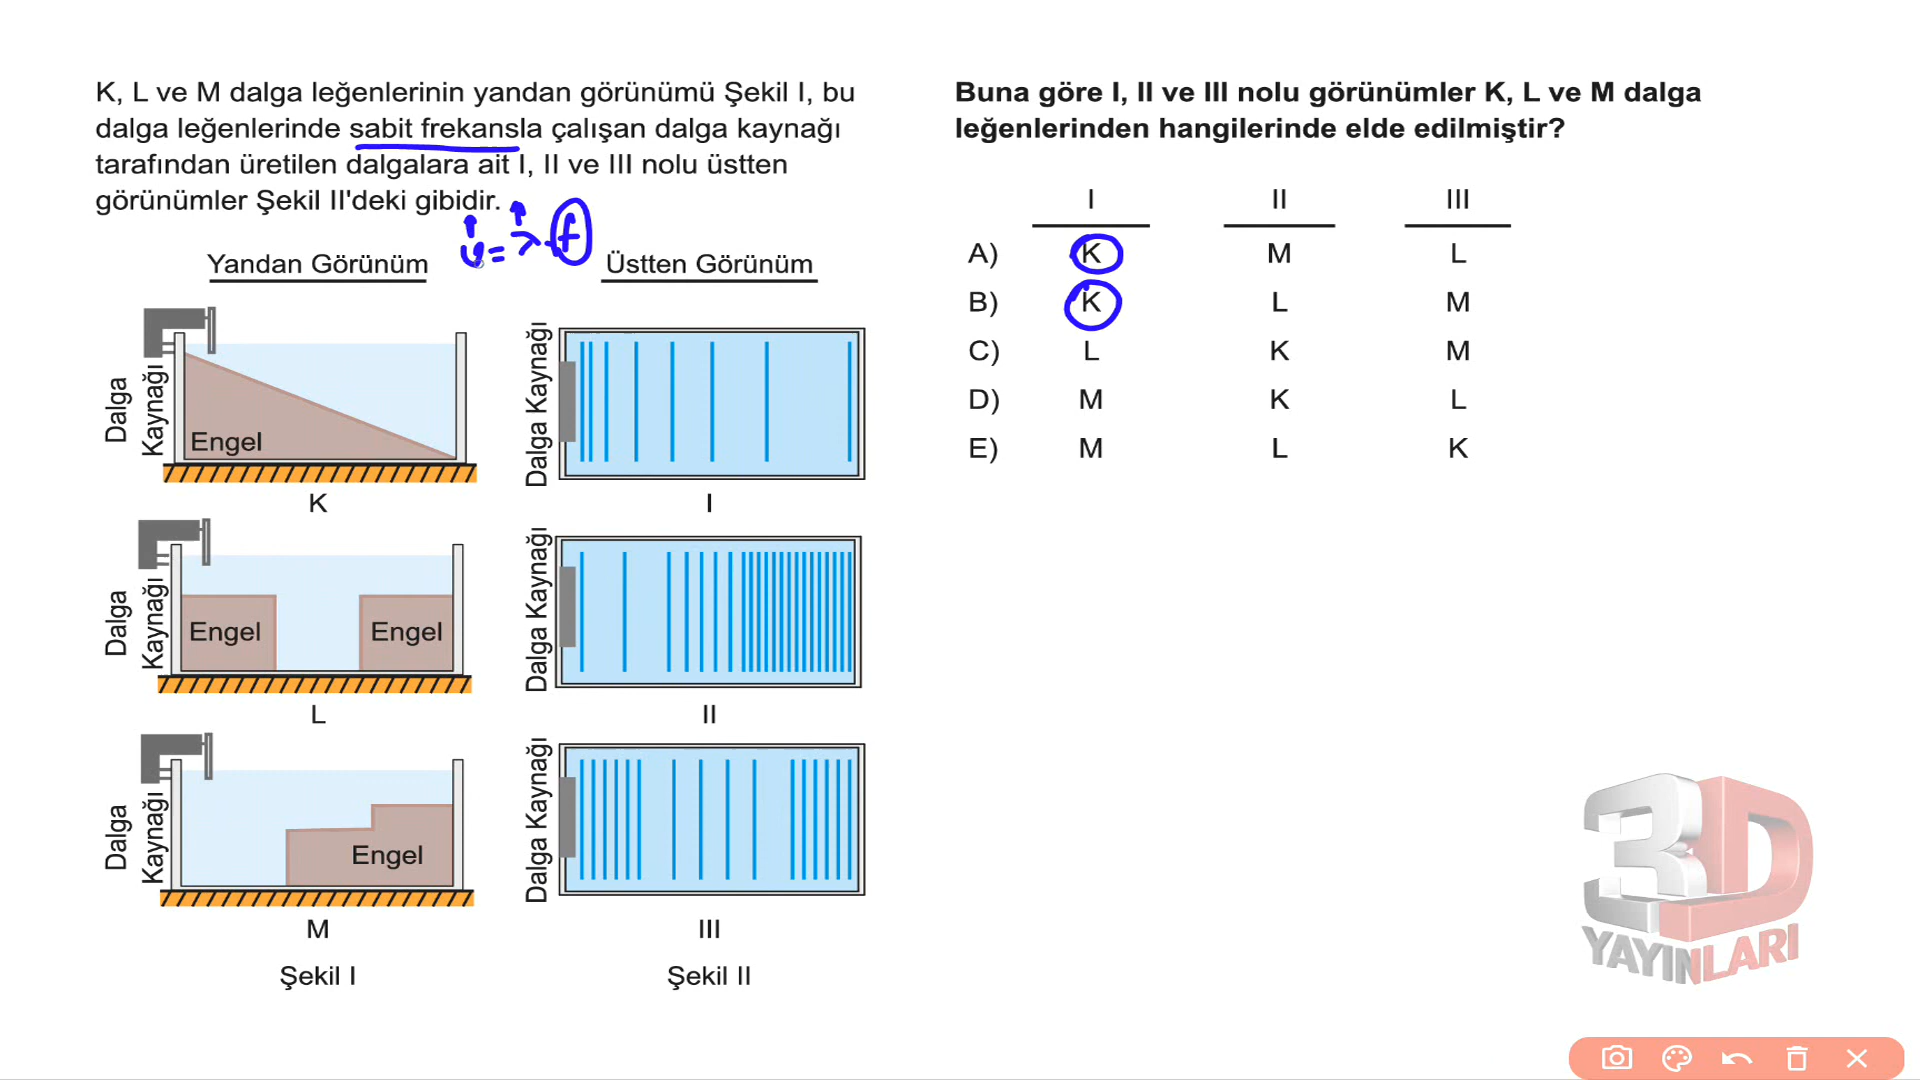 K, L ve M dalga leğenlerinin yandan görünümü Şekil I, bu
dalga leğenlerinde sabit frekansla çalışan dalga kaynağı
tarafından üretilen dalgalara ait I, II ve III nolu üstten
görünümler Şekil II'deki gibidir.
ϑ = λ . f
Yandan Görünüm
Üstten Görünüm
Dalga
Kaynağı
Engel
K
Dalga Kaynağı
I
Dalga
Kaynağı
Engel
Engel
L
Dalga Kaynağı
II
Dalga
Kaynağı
Engel
M
Dalga Kaynağı
III
Şekil I
Şekil II
Buna göre I, II ve III nolu görünümler K, L ve M dalga
leğenlerinden hangilerinde elde edilmiştir?
I II III
A) K M L
B) K L M
C) L K M
D) M K L
E) M L K
3D
YAYINLARI